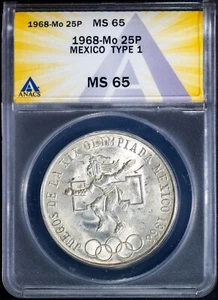 1968-Mo 25P MS 65
1968-Mo 25P
MEXICO TYPE 1
MS 65
ANACS
JUEGOS DE LA XIX OLIMPIADA MEXICO 1968